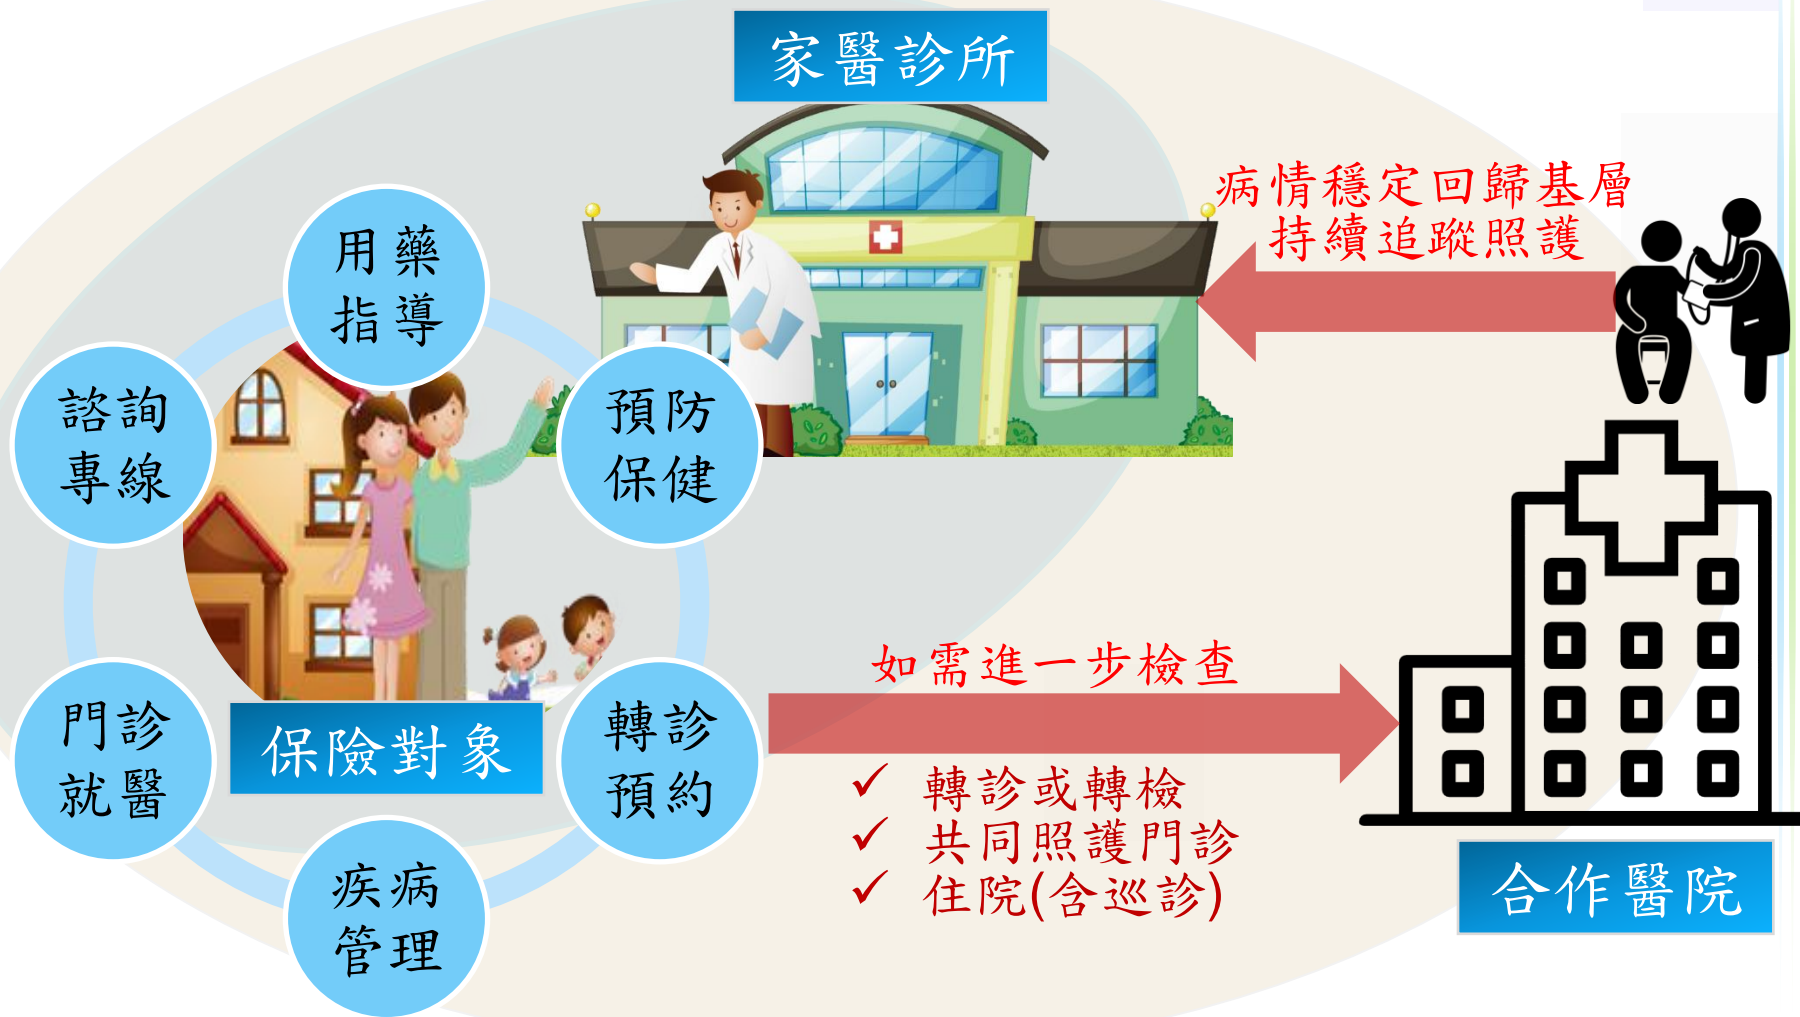 家醫診所
病情穩定回歸基層
持續追蹤照護
用藥
指導
諮詢
專線
預防
保健
門診
就醫
保險對象
轉診
預約
疾病
管理
如需進一步檢查
✓ 轉診或轉檢
✓ 共同照護門診
✓ 住院(含巡診)
合作醫院